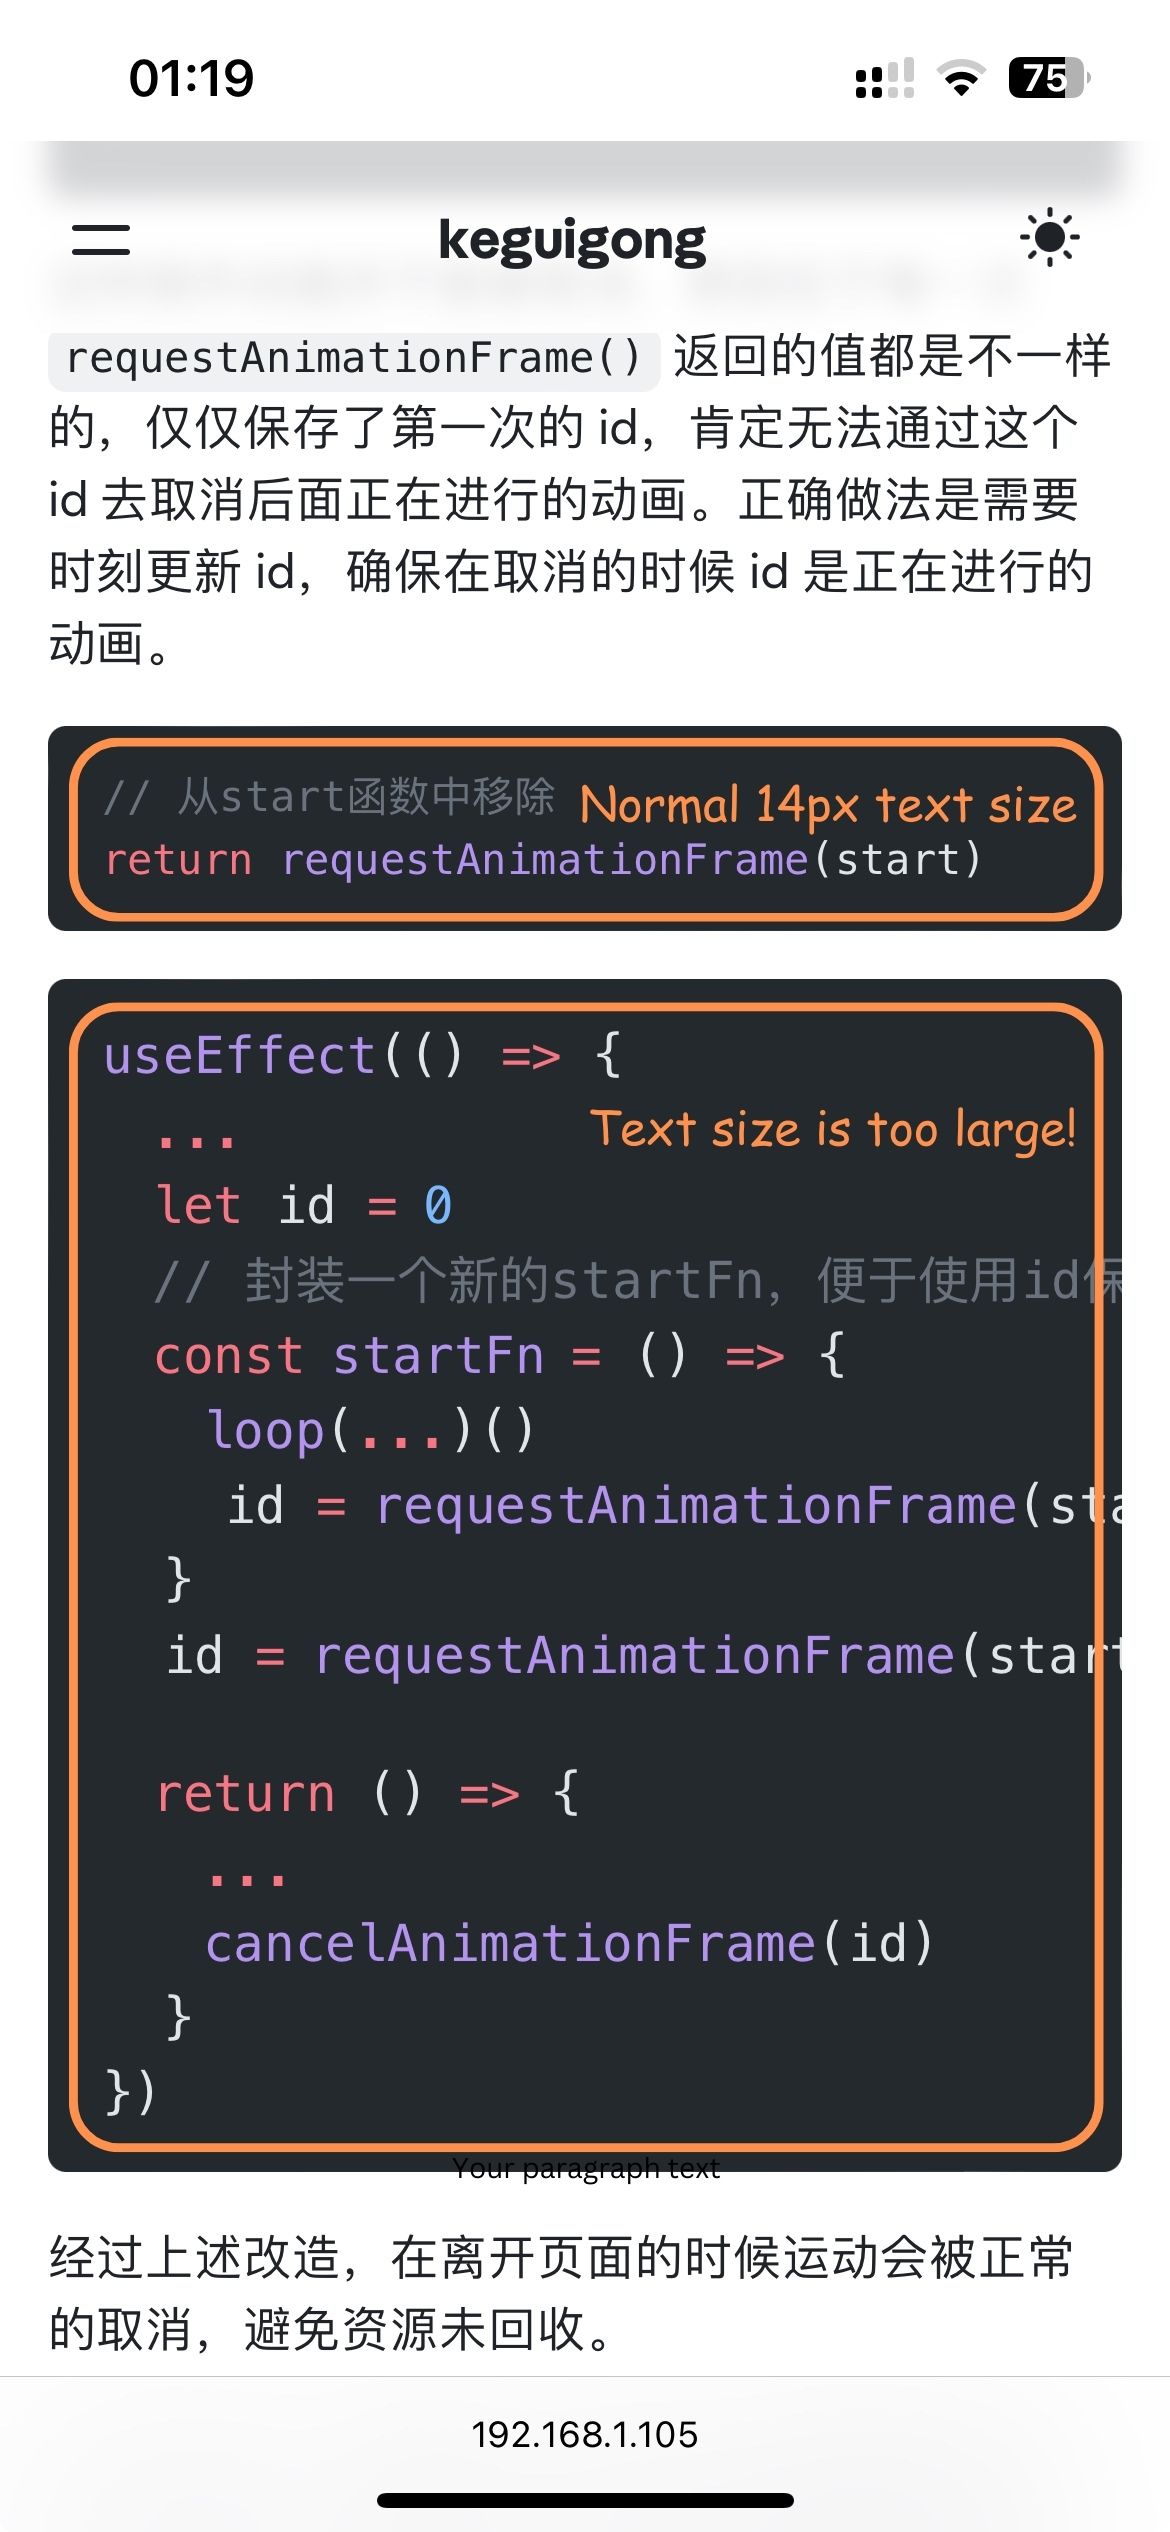 01:19
75
keguigong
requestAnimationFrame() 返回的值都是不一样
的，仅仅保存了第一次的 id，肯定无法通过这个
id 去取消后面正在进行的动画。正确做法是需要
时刻更新 id，确保在取消的时候 id 是正在进行的
动画。
// 从start函数中移除
Normal 14px text size
return requestAnimationFrame(start)
useEffect(() => {
...
Text size is too large!
let id = 0
// 封装一个新的startFn，便于使用id保
const startFn = () => {
loop(...)()
id = requestAnimationFrame(sta
}
id = requestAnimationFrame(start
return () => {
...
cancelAnimationFrame(id)
}
})
Your paragraph text
经过上述改造，在离开页面的时候运动会被正常
的取消，避免资源未回收。
192.168.1.105